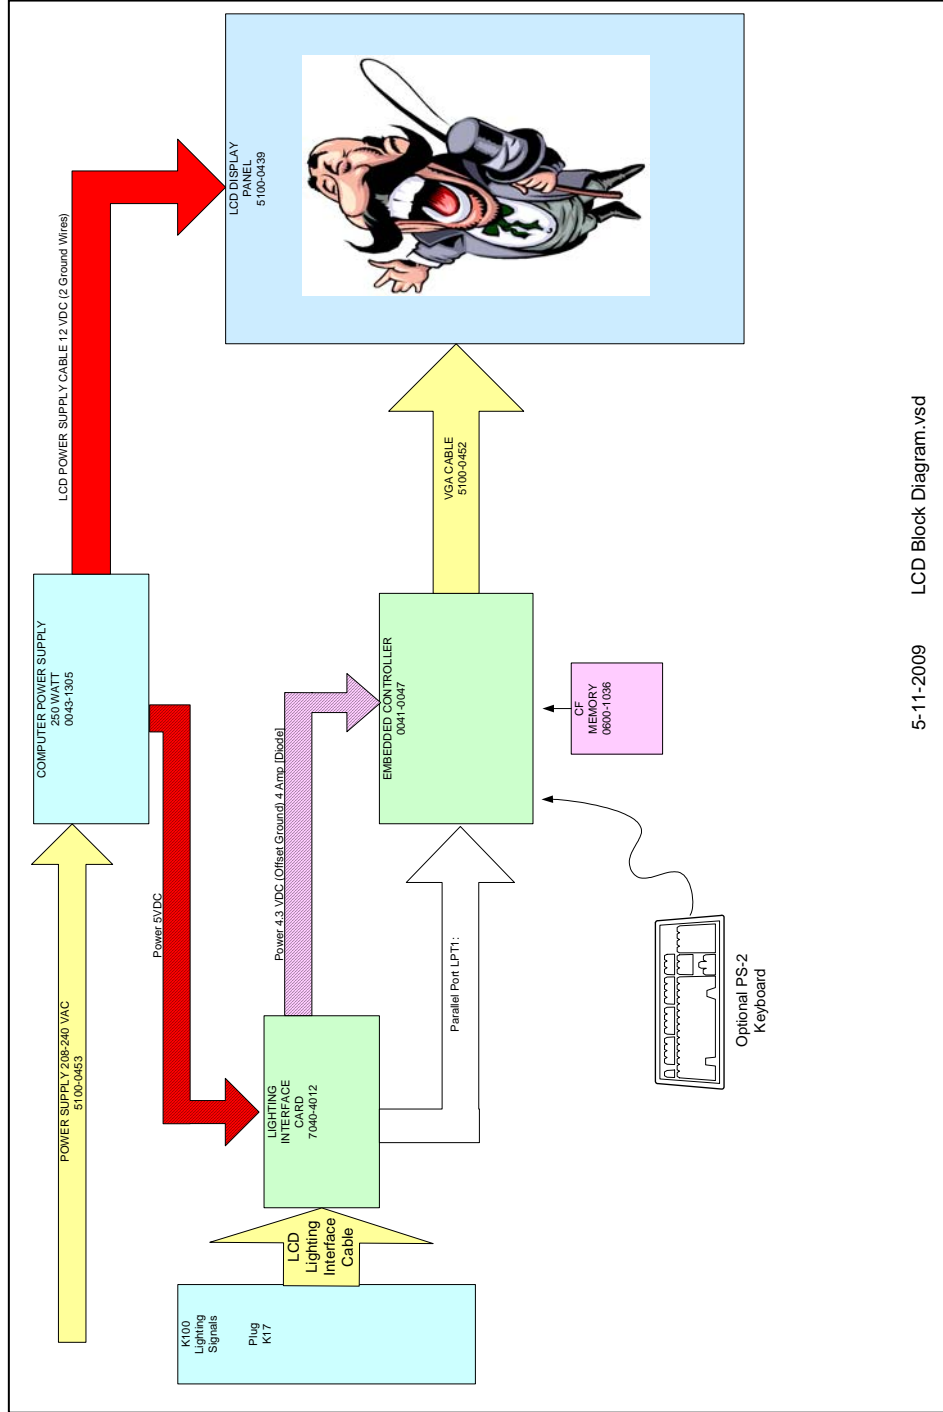 POWER SUPPLY 208-240 VAC
5100-0453
COMPUTER POWER SUPPLY
250 WATT
0043-1305
LCD POWER SUPPLY CABLE 12 VDC (2 Ground Wires)
LCD DISPLAY
PANEL
5100-0439
Power 5VDC
K100
Lighting
Signals
Plug
K17
LCD
Lighting
Interface
Cable
LIGHTING
INTERFACE
CARD
7040-4012
Power 4.3 VDC (Offset Ground) 4 Amp [Diode]
Parallel Port LPT1:
EMBEDDED CONTROLLER
0041-0047
VGA CABLE
5100-0452
CF
MEMORY
0600-1036
Optional PS-2
Keyboard
5-11-2009 LCD Block Diagram.vsd